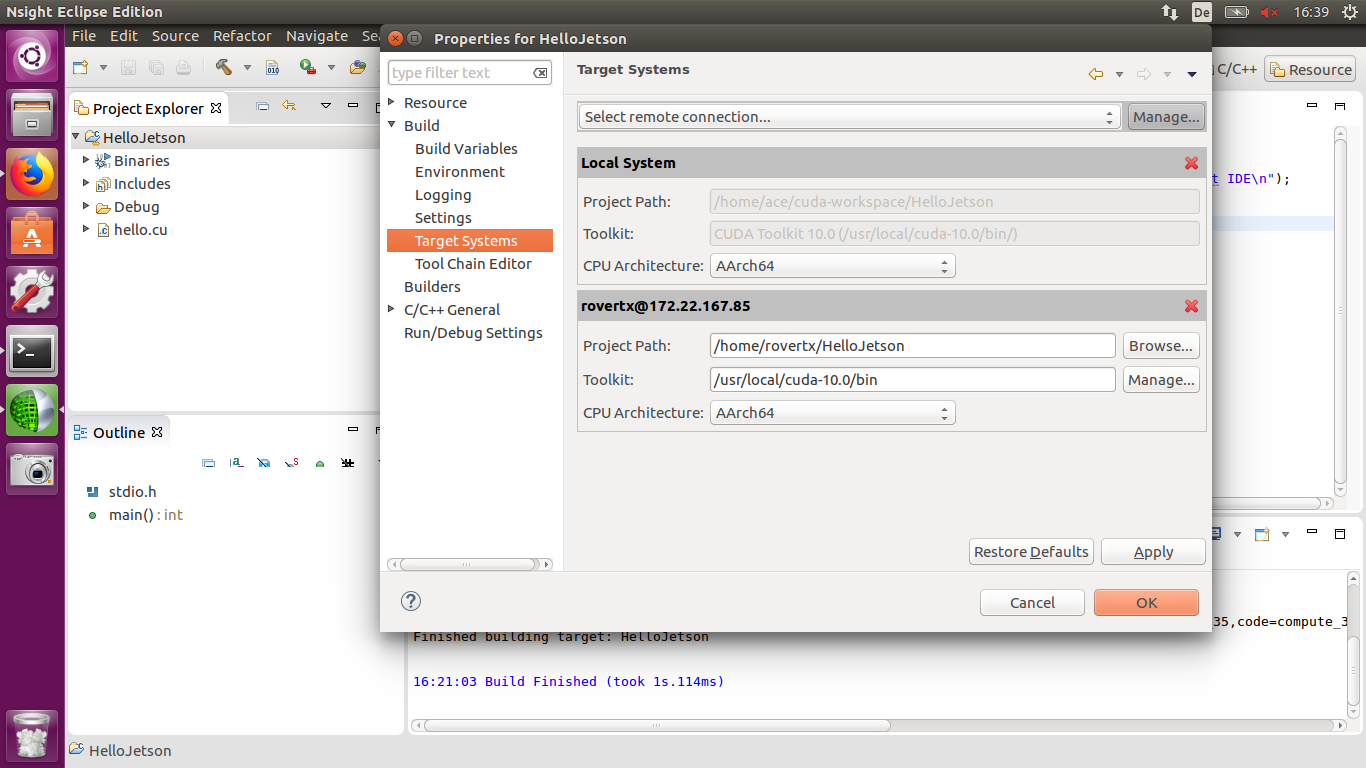 Nsight Eclipse Edition
De
16:39
File Edit Source Refactor Navigate Se
Properties for HelloJetson
C/C++
Resource
Project Explorer
HelloJetson
Binaries
Includes
Debug
hello.cu
type filter text
Resource
Build
Build Variables
Environment
Logging
Settings
Target Systems
Tool Chain Editor
Builders
C/C++ General
Run/Debug Settings
Target Systems
Select remote connection...
Manage...
Local System
Project Path: /home/ace/cuda-workspace/HelloJetson
Toolkit: CUDA Toolkit 10.0 (/usr/local/cuda-10.0/bin/)
CPU Architecture: AArch64
rovertx@172.22.167.85
Project Path: /home/rovertx/HelloJetson
Browse...
Toolkit: /usr/local/cuda-10.0/bin
Manage...
CPU Architecture: AArch64
Restore Defaults
Apply
Cancel
OK
t IDE\n");
Outline
stdio.h
main() : int
35,code=compute_3
Finished building target: HelloJetson
16:21:03 Build Finished (took 1s.114ms)
HelloJetson